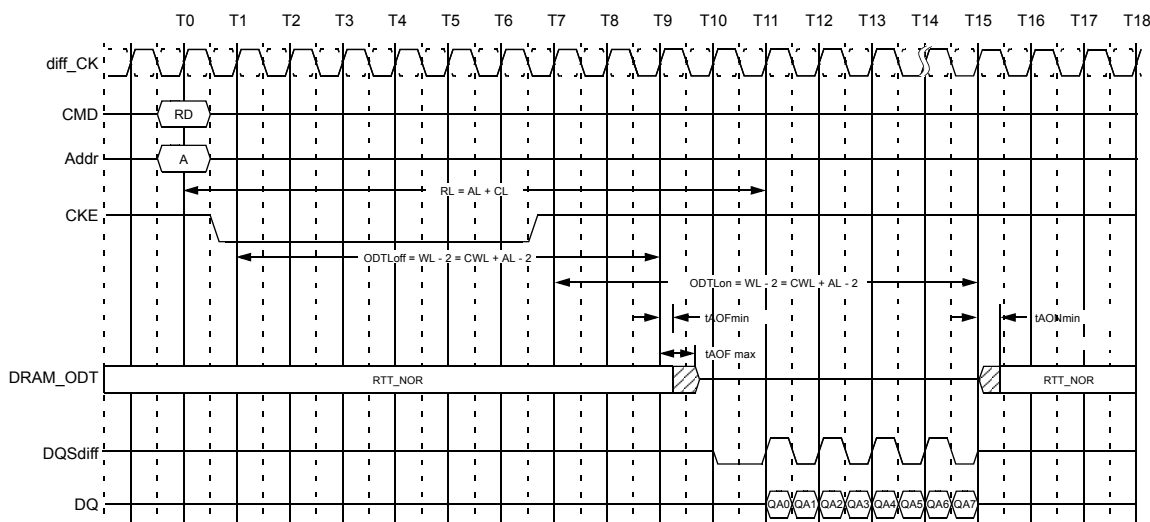 T0 T1 T2 T3 T4 T5 T6 T7 T8 T9 T10 T11 T12 T13 T14 T15 T16 T17 T18
diff_CK
CMD RD
Addr A
RL = AL + CL
CKE
ODTLoff = WL - 2 = CWL + AL - 2
ODTLon = WL - 2 = CWL + AL - 2
tAOFmin tAONmin
tAOF max
DRAM_ODT RTT_NOR RTT_NOR
DQSdiff
DQ QA0 QA1 QA2 QA3 QA4 QA5 QA6 QA7